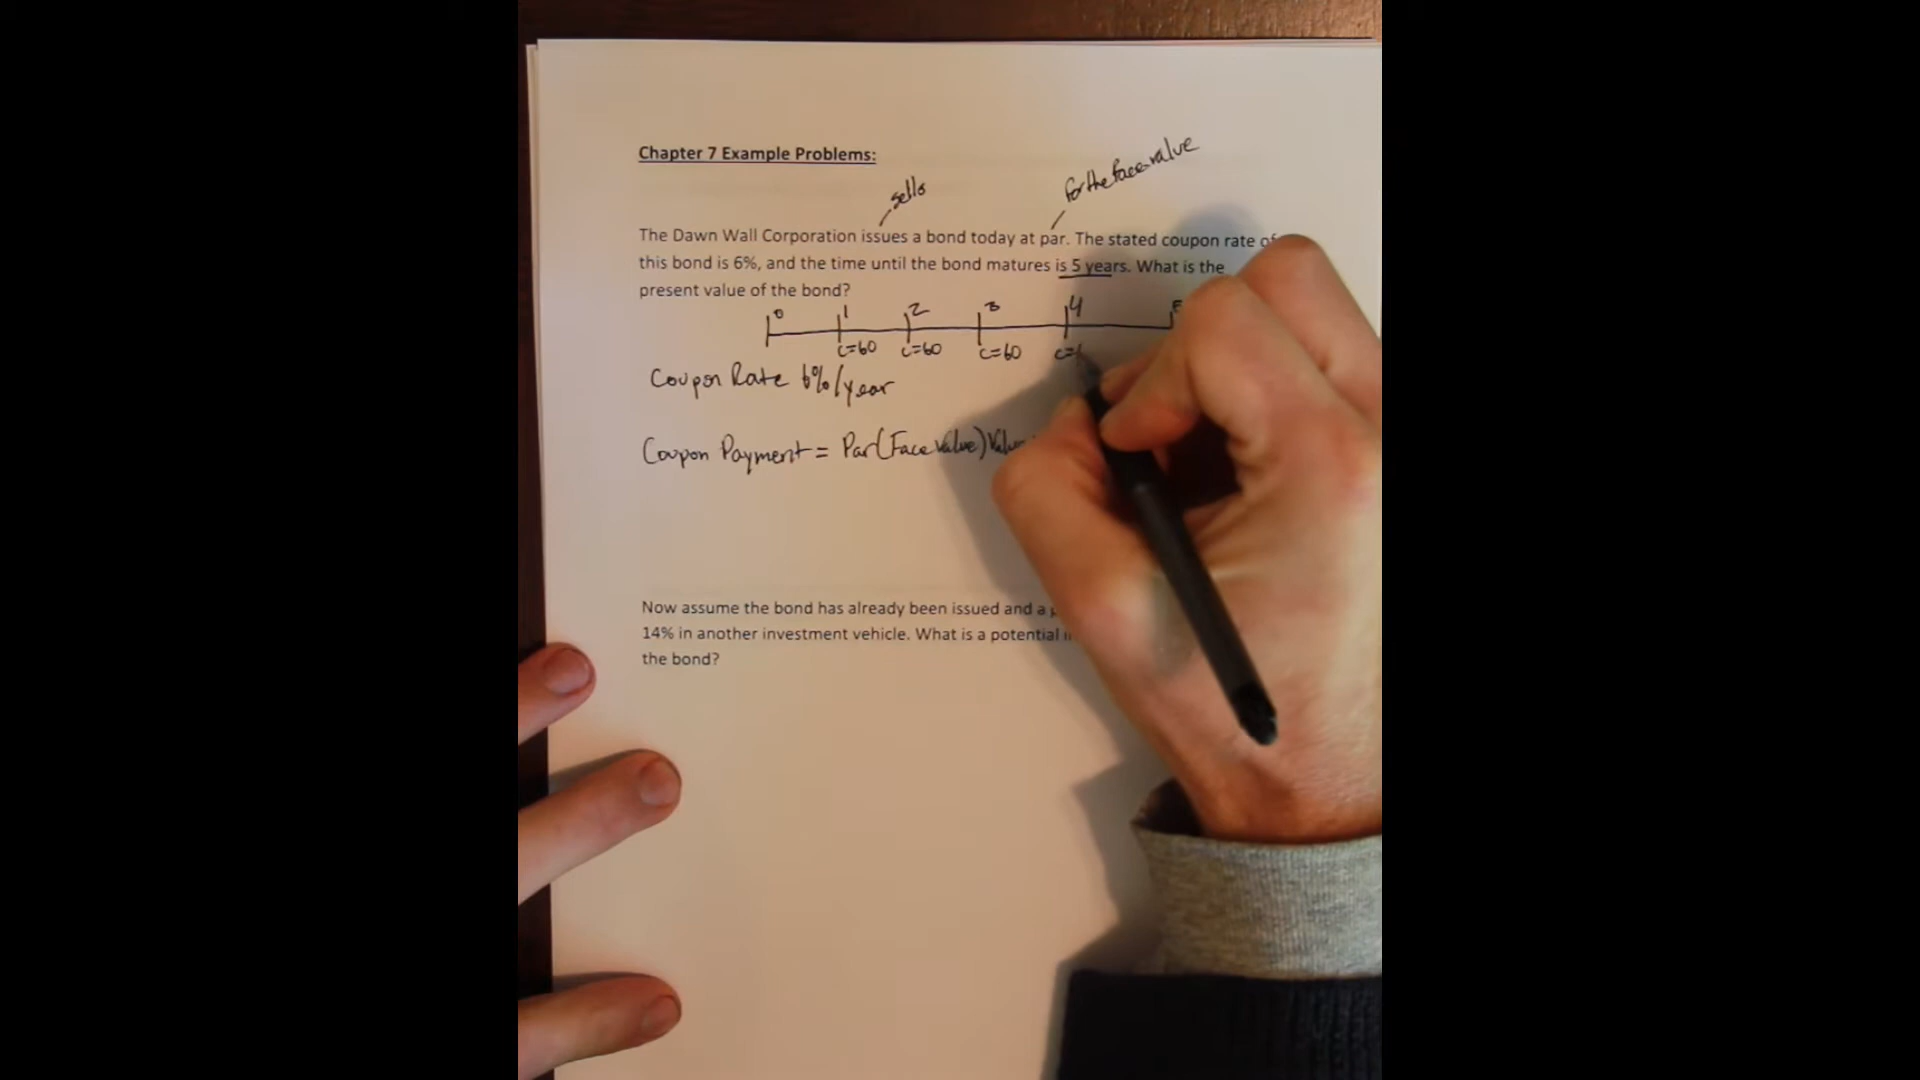 Chapter 7 Example Problems:
sells
for the face value
The Dawn Wall Corporation issues a bond today at par. The stated coupon rate of
this bond is 6%, and the time until the bond matures is 5 years. What is the
present value of the bond?
0 1 2 3 4
c=60 c=60 c=60 c=
Coupon Rate 6%/year
Coupon Payment = Par(Face Value)
Now assume the bond has already been issued and a
14% in another investment vehicle. What is a potential
the bond?